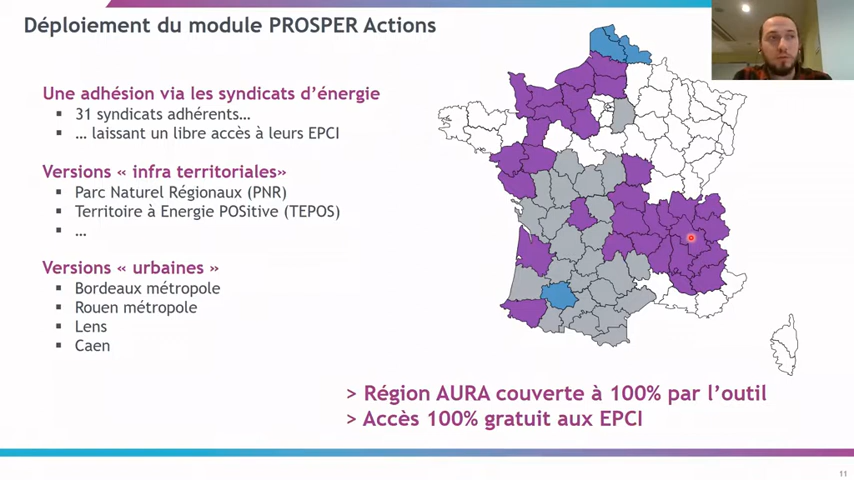 Déploiement du module PROSPER Actions
Une adhésion via les syndicats d’énergie
31 syndicats adhérents…
… laissant un libre accès à leurs EPCI
Versions « infra territoriales»
Parc Naturel Régionaux (PNR)
Territoire à Energie POSitive (TEPOS)
…
Versions « urbaines »
Bordeaux métropole
Rouen métropole
Lens
Caen
> Région AURA couverte à 100% par l’outil
> Accès 100% gratuit aux EPCI
11